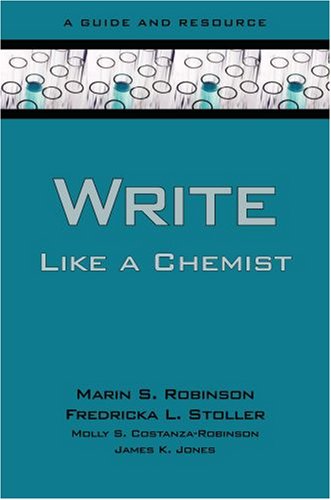 A GUIDE AND RESOURCE
WRITE
LIKE A CHEMIST
MARIN S. ROBINSON
FREDRICKA L. STOLLER
MOLLY S. COSTANZA-ROBINSON
JAMES K. JONES